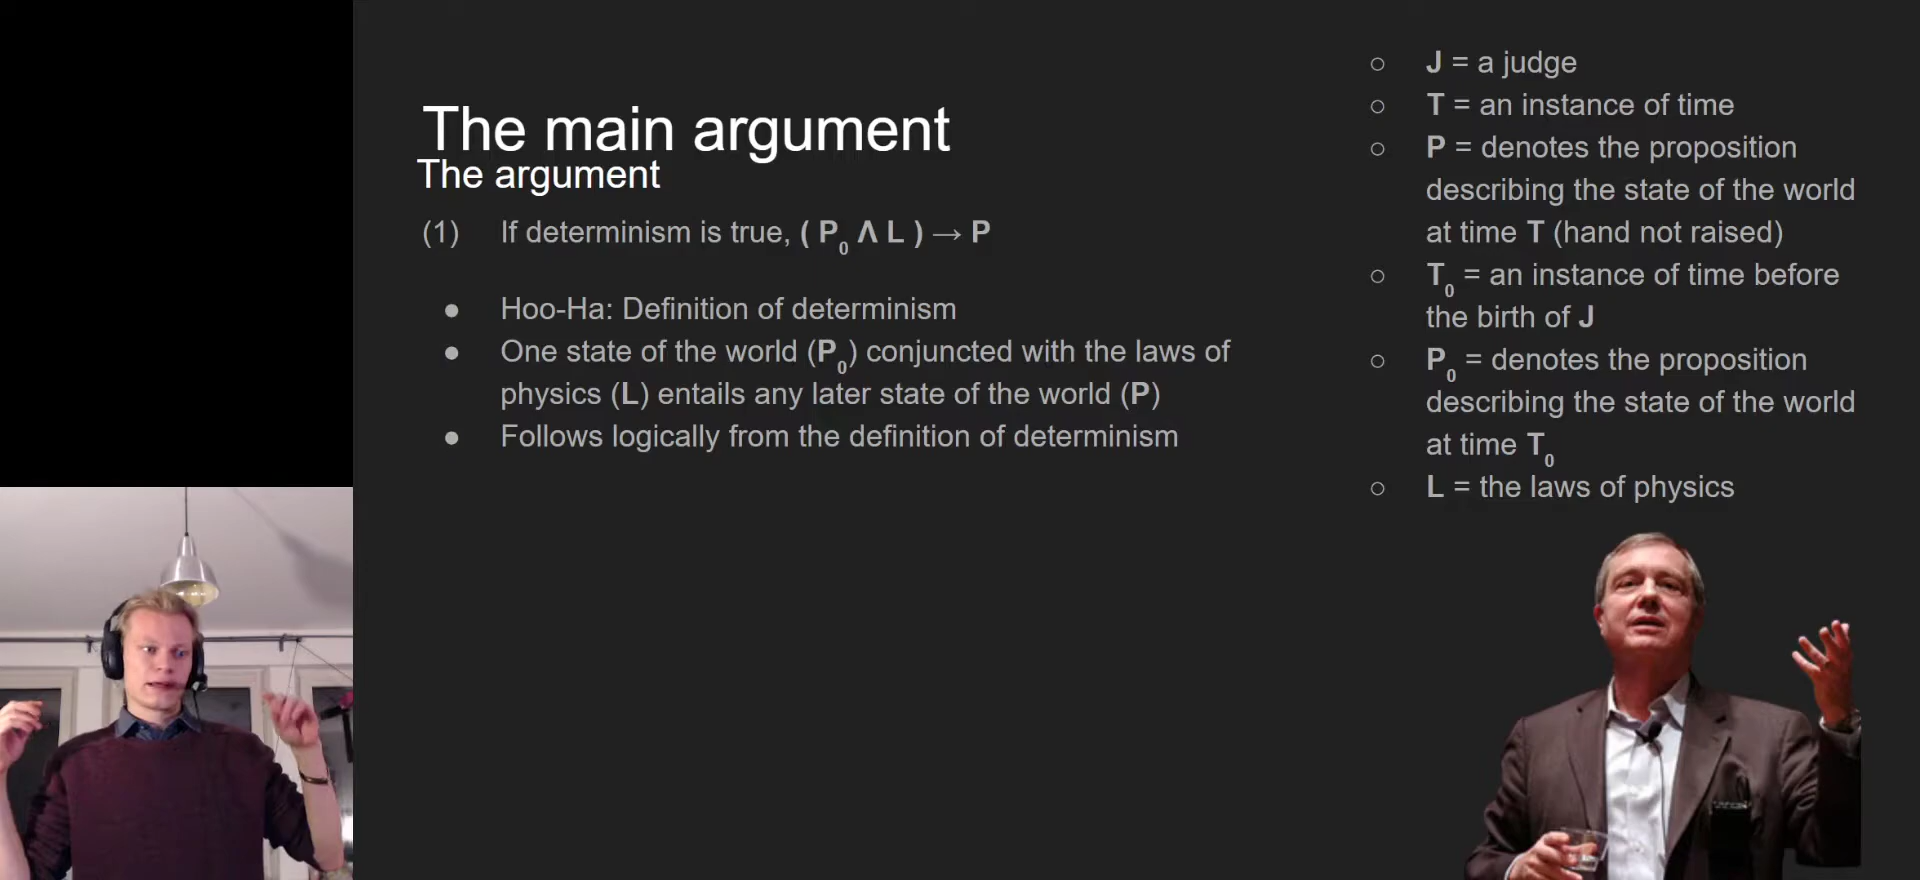 The main argument
The argument
(1) If determinism is true, ( P₀ Λ L ) → P
● Hoo-Ha: Definition of determinism
● One state of the world (P₀) conjuncted with the laws of
physics (L) entails any later state of the world (P)
● Follows logically from the definition of determinism
○ J = a judge
○ T = an instance of time
○ P = denotes the proposition
describing the state of the world
at time T (hand not raised)
○ T₀ = an instance of time before
the birth of J
○ P₀ = denotes the proposition
describing the state of the world
at time T₀
○ L = the laws of physics